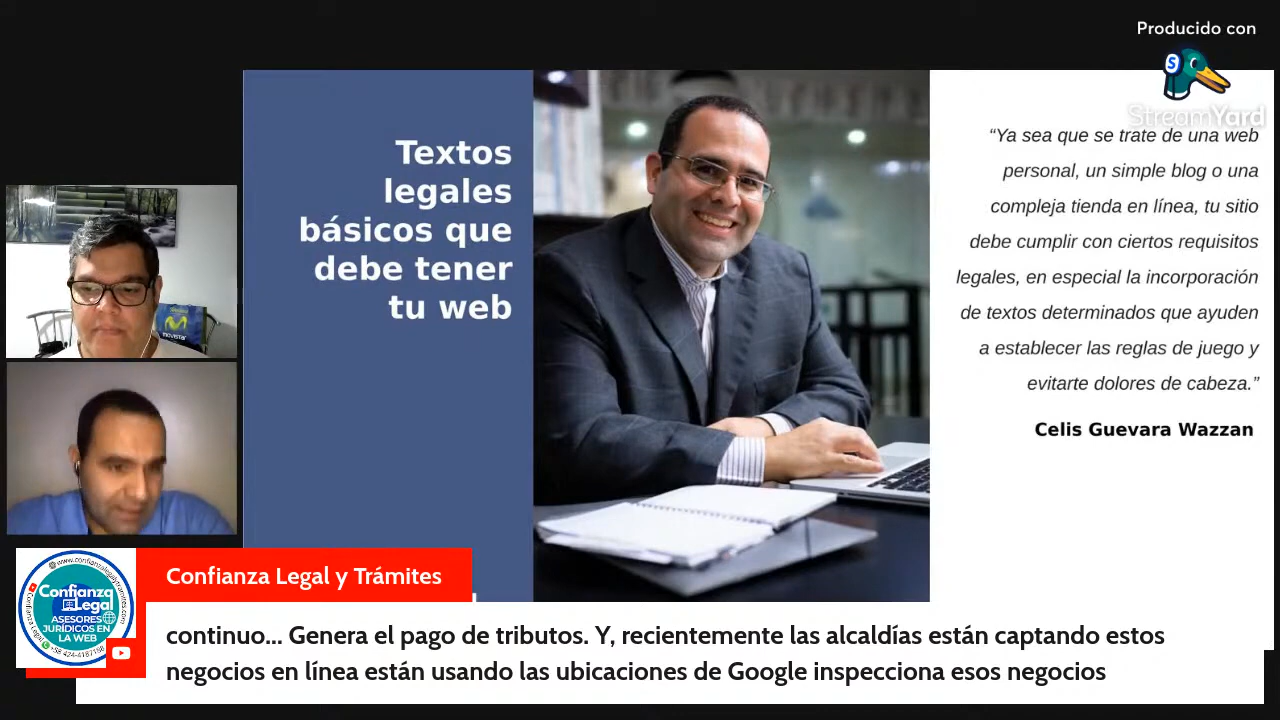 Producido con
StreamYard
Textos
legales
básicos que
debe tener
tu web
“Ya sea que se trate de una web
personal, un simple blog o una
compleja tienda en línea, tu sitio
debe cumplir con ciertos requisitos
legales, en especial la incorporación
de textos determinados que ayuden
a establecer las reglas de juego y
evitarte dolores de cabeza.”
Celis Guevara Wazzan
movistar
Confianza Legal y Trámites
www.confianzalegalytramites.com
Confianza
Legal
ASESORES
JURÍDICOS EN
LA WEB
continuo... Genera el pago de tributos. Y, recientemente las alcaldías están captando estos
negocios en línea están usando las ubicaciones de Google inspecciona esos negocios